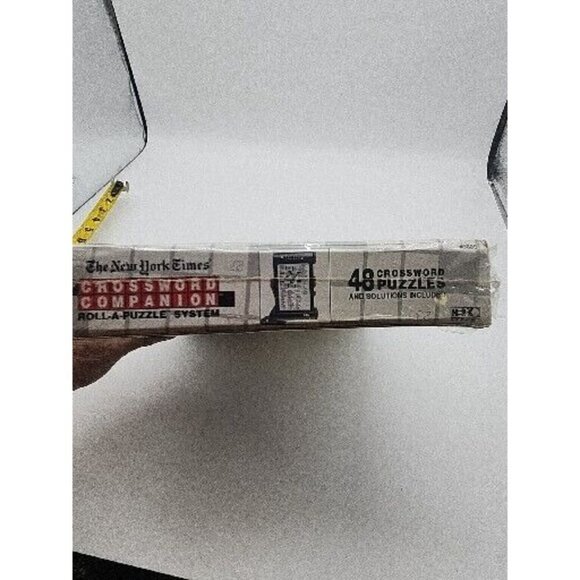 The New York Times
CROSSWORD
COMPANION
ROLL-A-PUZZLE SYSTEM
48 CROSSWORD
PUZZLES
AND SOLUTIONS INCLUDED